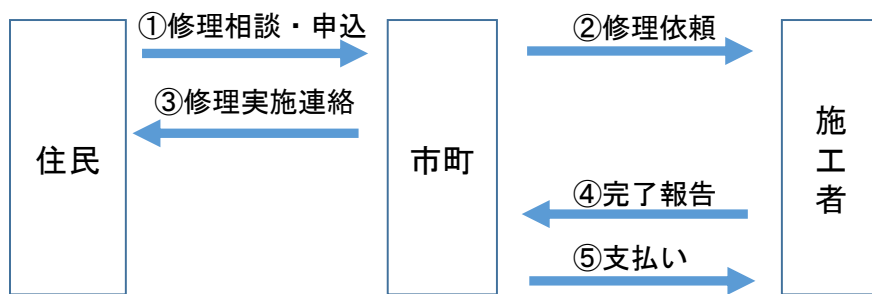 ①修理相談・申込
②修理依頼
③修理実施連絡
住民
市町
施工者
④完了報告
⑤支払い